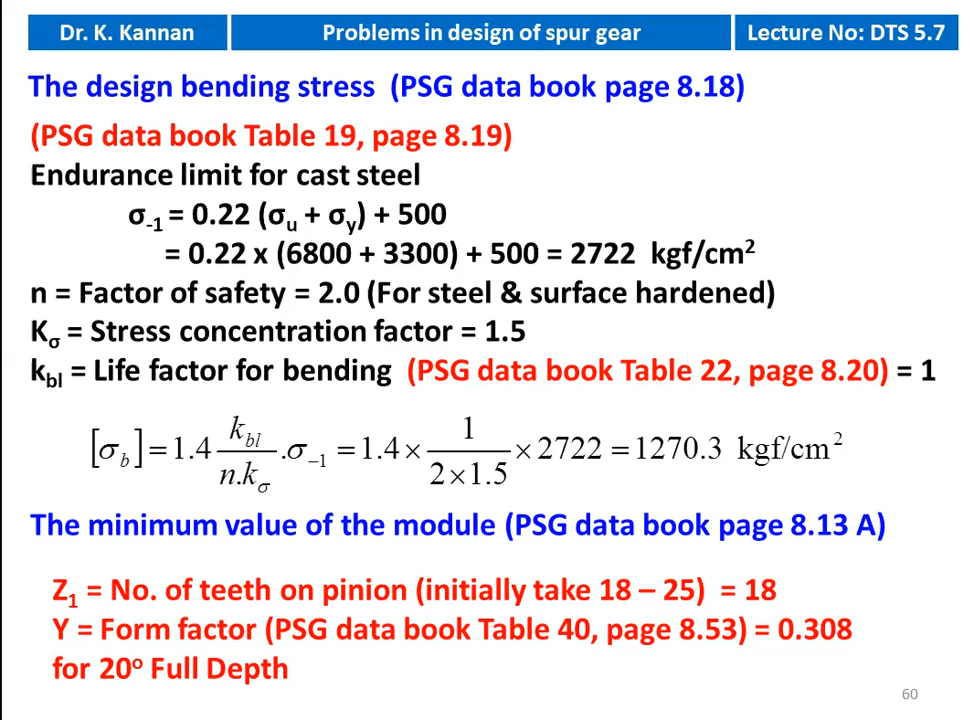 Dr. K. Kannan
Problems in design of spur gear
Lecture No: DTS 5.7
The design bending stress (PSG data book page 8.18)
(PSG data book Table 19, page 8.19)
Endurance limit for cast steel
σ₋₁ = 0.22 (σᵤ + σᵧ) + 500
= 0.22 x (6800 + 3300) + 500 = 2722 kgf/cm²
n = Factor of safety = 2.0 (For steel & surface hardened)
K_σ = Stress concentration factor = 1.5
k_bl = Life factor for bending (PSG data book Table 22, page 8.20) = 1
[σ_b] = 1.4 k_bl / n.k_σ . σ₋₁ = 1.4 × 1 / 2 × 1.5 × 2722 = 1270.3 kgf/cm²
The minimum value of the module (PSG data book page 8.13 A)
Z₁ = No. of teeth on pinion (initially take 18 – 25) = 18
Y = Form factor (PSG data book Table 40, page 8.53) = 0.308
for 20° Full Depth
60